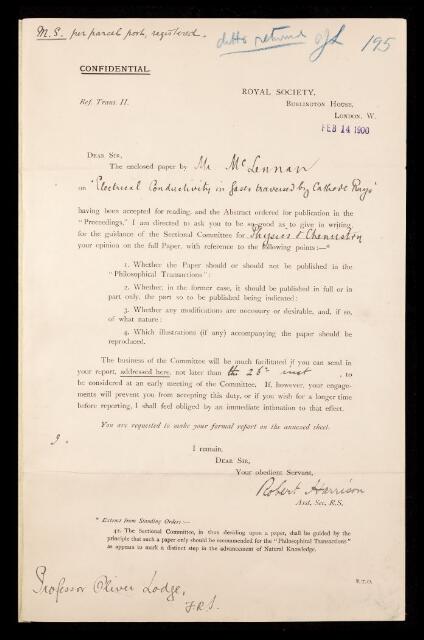 M.S. per parcel post, registered.
ditto returned OJL
195
CONFIDENTIAL.
Ref. Trans. II.
ROYAL SOCIETY,
BURLINGTON HOUSE,
LONDON, W.
FEB 14 1900
DEAR SIR,
The enclosed paper by Mr. McLennan
on "Electrical Conductivity in gases traversed by Cathode Rays"
having been accepted for reading, and the Abstract ordered for publication in the
"Proceedings," I am directed to ask you to be so good as to give in writing,
for the guidance of the Sectional Committee for Physics & Chemistry
your opinion on the full Paper, with reference to the following points:—*
1. Whether the Paper should or should not be published in the
"Philosophical Transactions":
2. Whether, in the former case, it should be published in full or in
part only, the part so to be published being indicated:
3. Whether any modifications are necessary or desirable, and, if so,
of what nature:
4. Which illustrations (if any) accompanying the paper should be
reproduced.
The business of the Committee will be much facilitated if you can send in
your report, addressed here, not later than the 26th inst, to
be considered at an early meeting of the Committee. If, however, your engage-
ments will prevent you from accepting this duty, or if you wish for a longer time
before reporting, I shall feel obliged by an immediate intimation to that effect.
You are requested to make your formal report on the annexed sheet.
I remain,
DEAR SIR,
Your obedient Servant,
Robert Harrison
Asst. Sec. R.S.
* Extract from Standing Orders:—
42. The Sectional Committee, in thus deciding upon a paper, shall be guided by the
principle that such a paper only should be recommended for the "Philosophical Transactions"
as appears to mark a distinct step in the advancement of Natural Knowledge.
Professor Oliver Lodge,
F.R.S.
P.T.O.